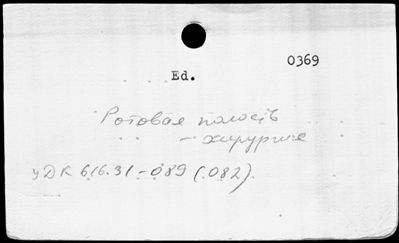 0369
Ed.
Ротовая полость
- хирургия
УДК 616.31-089 (.082).